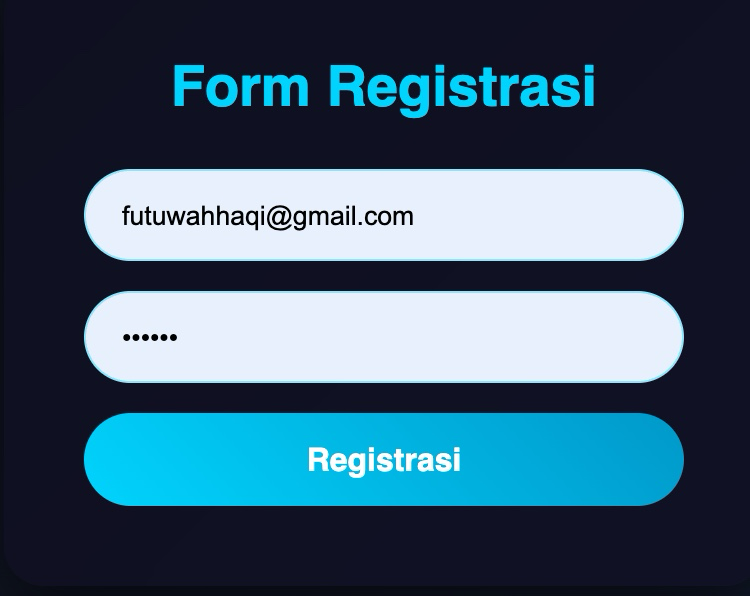 Form Registrasi
futuwahhaqi@gmail.com
••••••
Registrasi